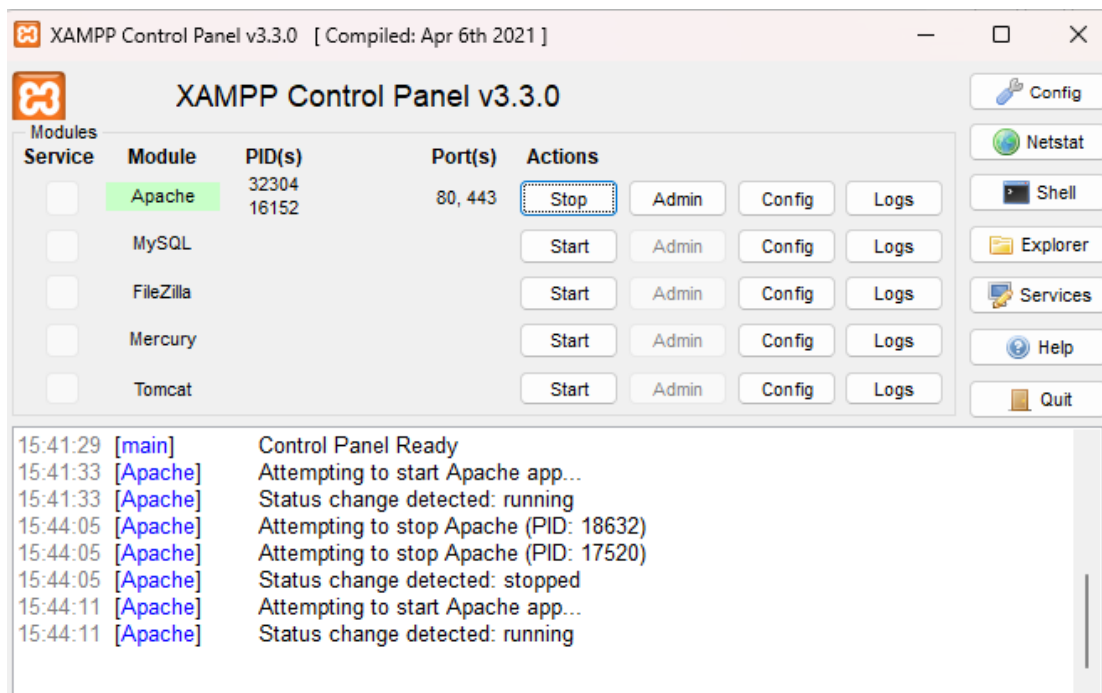 XAMPP Control Panel v3.3.0 [ Compiled: Apr 6th 2021 ]
XAMPP Control Panel v3.3.0
Config
Modules
Service Module PID(s) Port(s) Actions
Netstat
Apache 32304 80, 443 Stop Admin Config Logs
16152
Shell
MySQL Start Admin Config Logs
Explorer
FileZilla Start Admin Config Logs
Services
Mercury Start Admin Config Logs
Help
Tomcat Start Admin Config Logs
Quit
15:41:29 [main] Control Panel Ready
15:41:33 [Apache] Attempting to start Apache app...
15:41:33 [Apache] Status change detected: running
15:44:05 [Apache] Attempting to stop Apache (PID: 18632)
15:44:05 [Apache] Attempting to stop Apache (PID: 17520)
15:44:05 [Apache] Status change detected: stopped
15:44:11 [Apache] Attempting to start Apache app...
15:44:11 [Apache] Status change detected: running